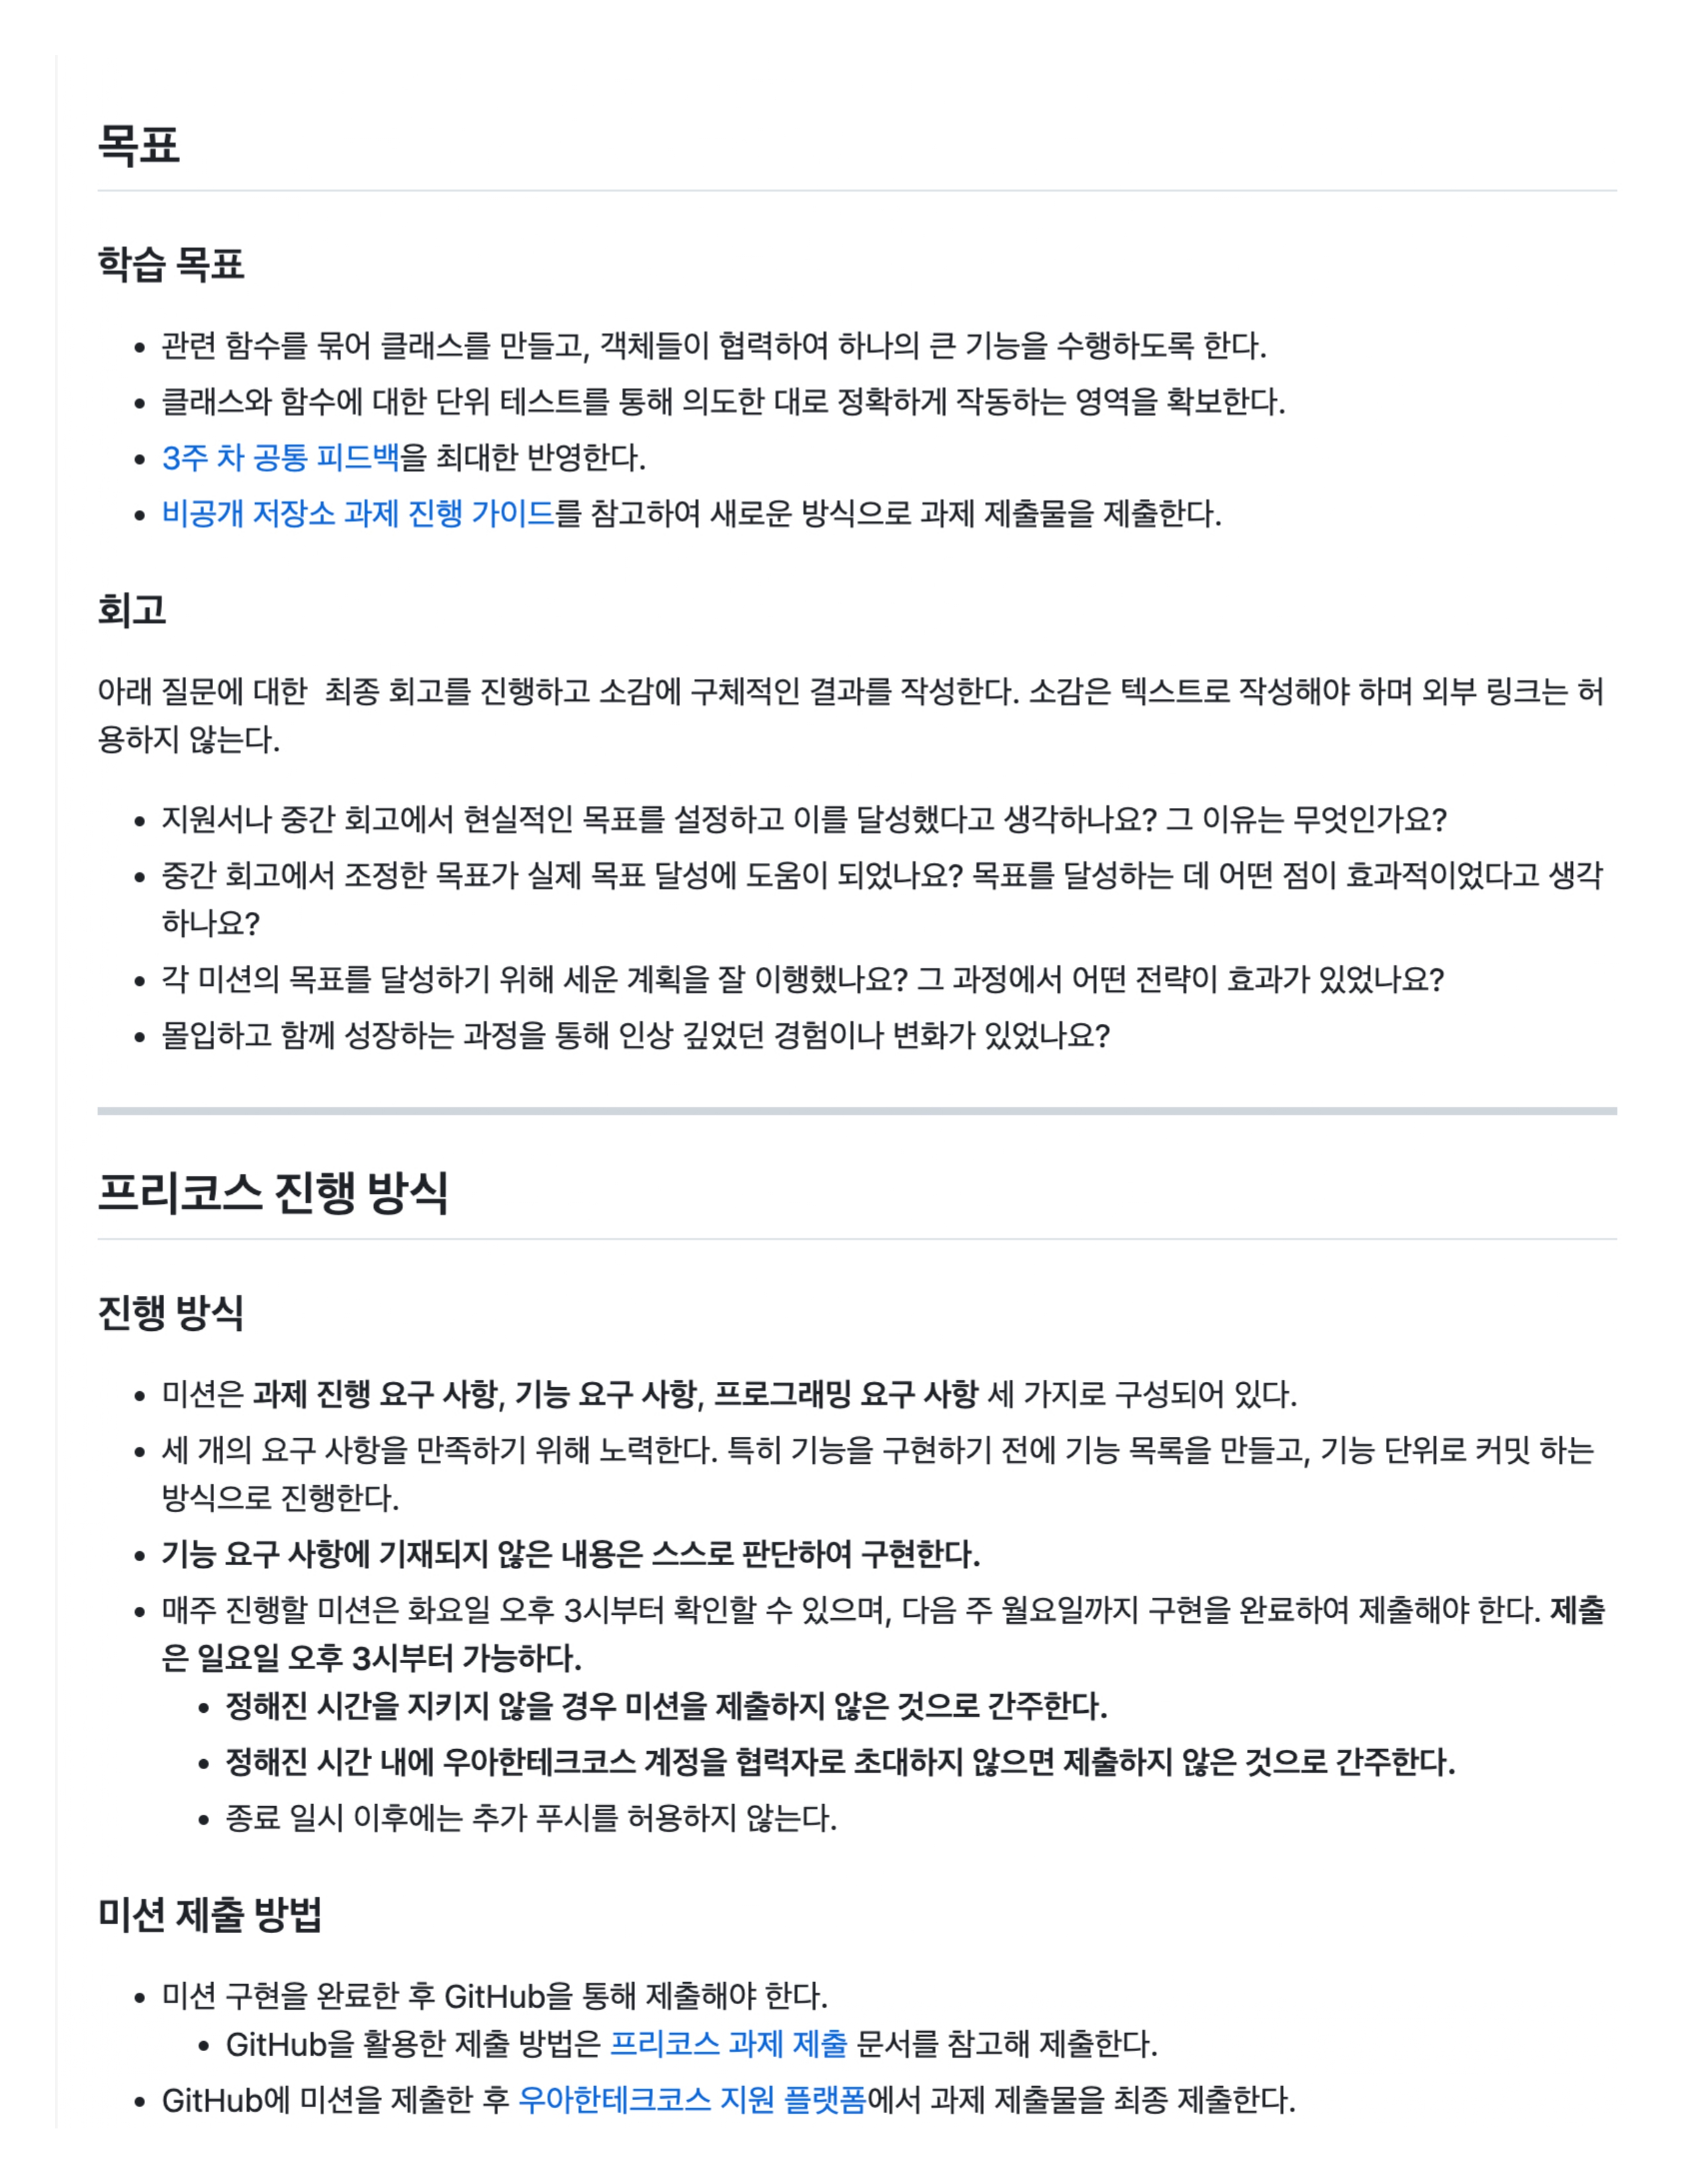 목표
학습 목표
관련 함수를 묶어 클래스를 만들고, 객체들이 협력하여 하나의 큰 기능을 수행하도록 한다.
클래스와 함수에 대한 단위 테스트를 통해 의도한 대로 정확하게 작동하는 영역을 확보한다.
3주 차 공통 피드백을 최대한 반영한다.
비공개 저장소 과제 진행 가이드를 참고하여 새로운 방식으로 과제 제출물을 제출한다.
회고
아래 질문에 대한 최종 회고를 진행하고 소감에 구체적인 결과를 작성한다. 소감은 텍스트로 작성해야 하며 외부 링크는 허
용하지 않는다.
지원서나 중간 회고에서 현실적인 목표를 설정하고 이를 달성했다고 생각하나요? 그 이유는 무엇인가요?
중간 회고에서 조정한 목표가 실제 목표 달성에 도움이 되었나요? 목표를 달성하는 데 어떤 점이 효과적이었다고 생각
하나요?
각 미션의 목표를 달성하기 위해 세운 계획을 잘 이행했나요? 그 과정에서 어떤 전략이 효과가 있었나요?
몰입하고 함께 성장하는 과정을 통해 인상 깊었던 경험이나 변화가 있었나요?
프리코스 진행 방식
진행 방식
미션은 과제 진행 요구 사항, 기능 요구 사항, 프로그래밍 요구 사항 세 가지로 구성되어 있다.
세 개의 요구 사항을 만족하기 위해 노력한다. 특히 기능을 구현하기 전에 기능 목록을 만들고, 기능 단위로 커밋 하는
방식으로 진행한다.
기능 요구 사항에 기재되지 않은 내용은 스스로 판단하여 구현한다.
매주 진행할 미션은 화요일 오후 3시부터 확인할 수 있으며, 다음 주 월요일까지 구현을 완료하여 제출해야 한다. 제출
은 일요일 오후 3시부터 가능하다.
정해진 시간을 지키지 않을 경우 미션을 제출하지 않은 것으로 간주한다.
정해진 시간 내에 우아한테크코스 계정을 협력자로 초대하지 않으면 제출하지 않은 것으로 간주한다.
종료 일시 이후에는 추가 푸시를 허용하지 않는다.
미션 제출 방법
미션 구현을 완료한 후 GitHub을 통해 제출해야 한다.
GitHub을 활용한 제출 방법은 프리코스 과제 제출 문서를 참고해 제출한다.
GitHub에 미션을 제출한 후 우아한테크코스 지원 플랫폼에서 과제 제출물을 최종 제출한다.